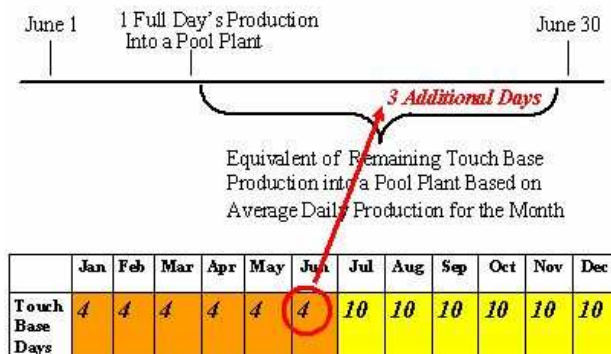 June 1
1 Full Day's Production
Into a Pool Plant
June 30
3 Additional Days
Equivalent of Remaining Touch Base
Production into a Pool Plant Based on
Average Daily Production for the Month
Jan Feb Mar Apr May Jun Jul Aug Sep Oct Nov Dec
Touch
Base
Days
4 4 4 4 4 4 10 10 10 10 10 10